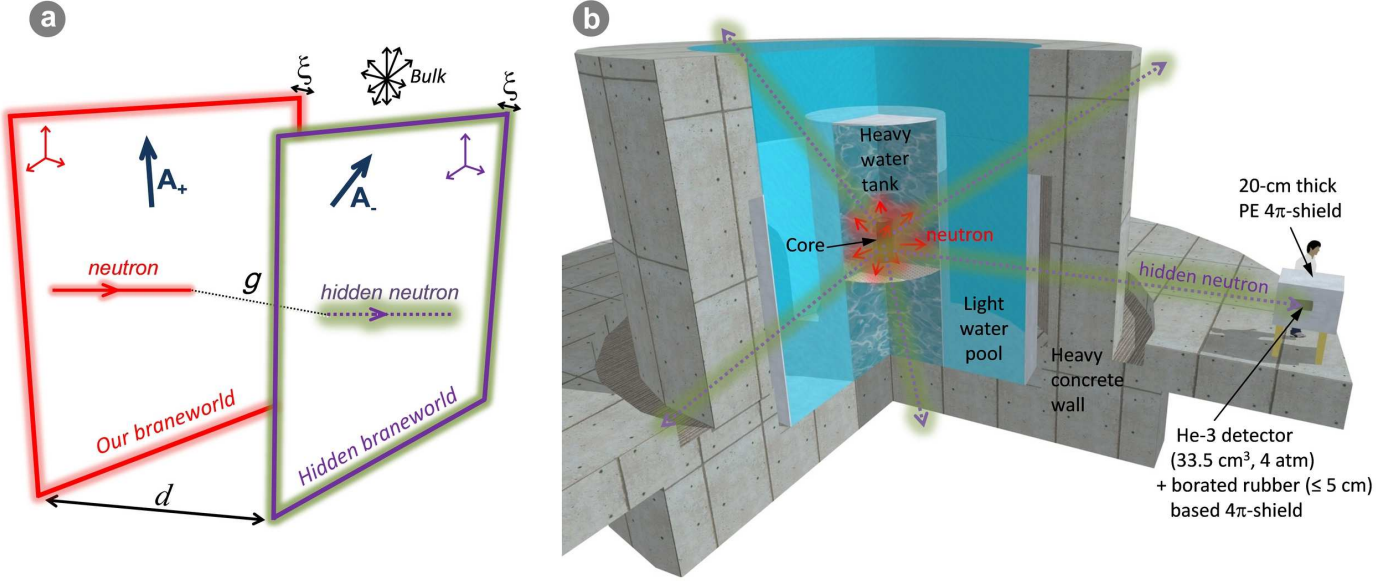 a
ξ
Bulk
ξ
A₊
A₋
neutron
g
hidden neutron
Our braneworld
Hidden braneworld
d
b
Heavy
water
tank
Core
neutron
hidden neutron
20-cm thick
PE 4π-shield
Light
water
pool
Heavy
concrete
wall
He-3 detector
(33.5 cm³, 4 atm)
+ borated rubber (≤ 5 cm)
based 4π-shield